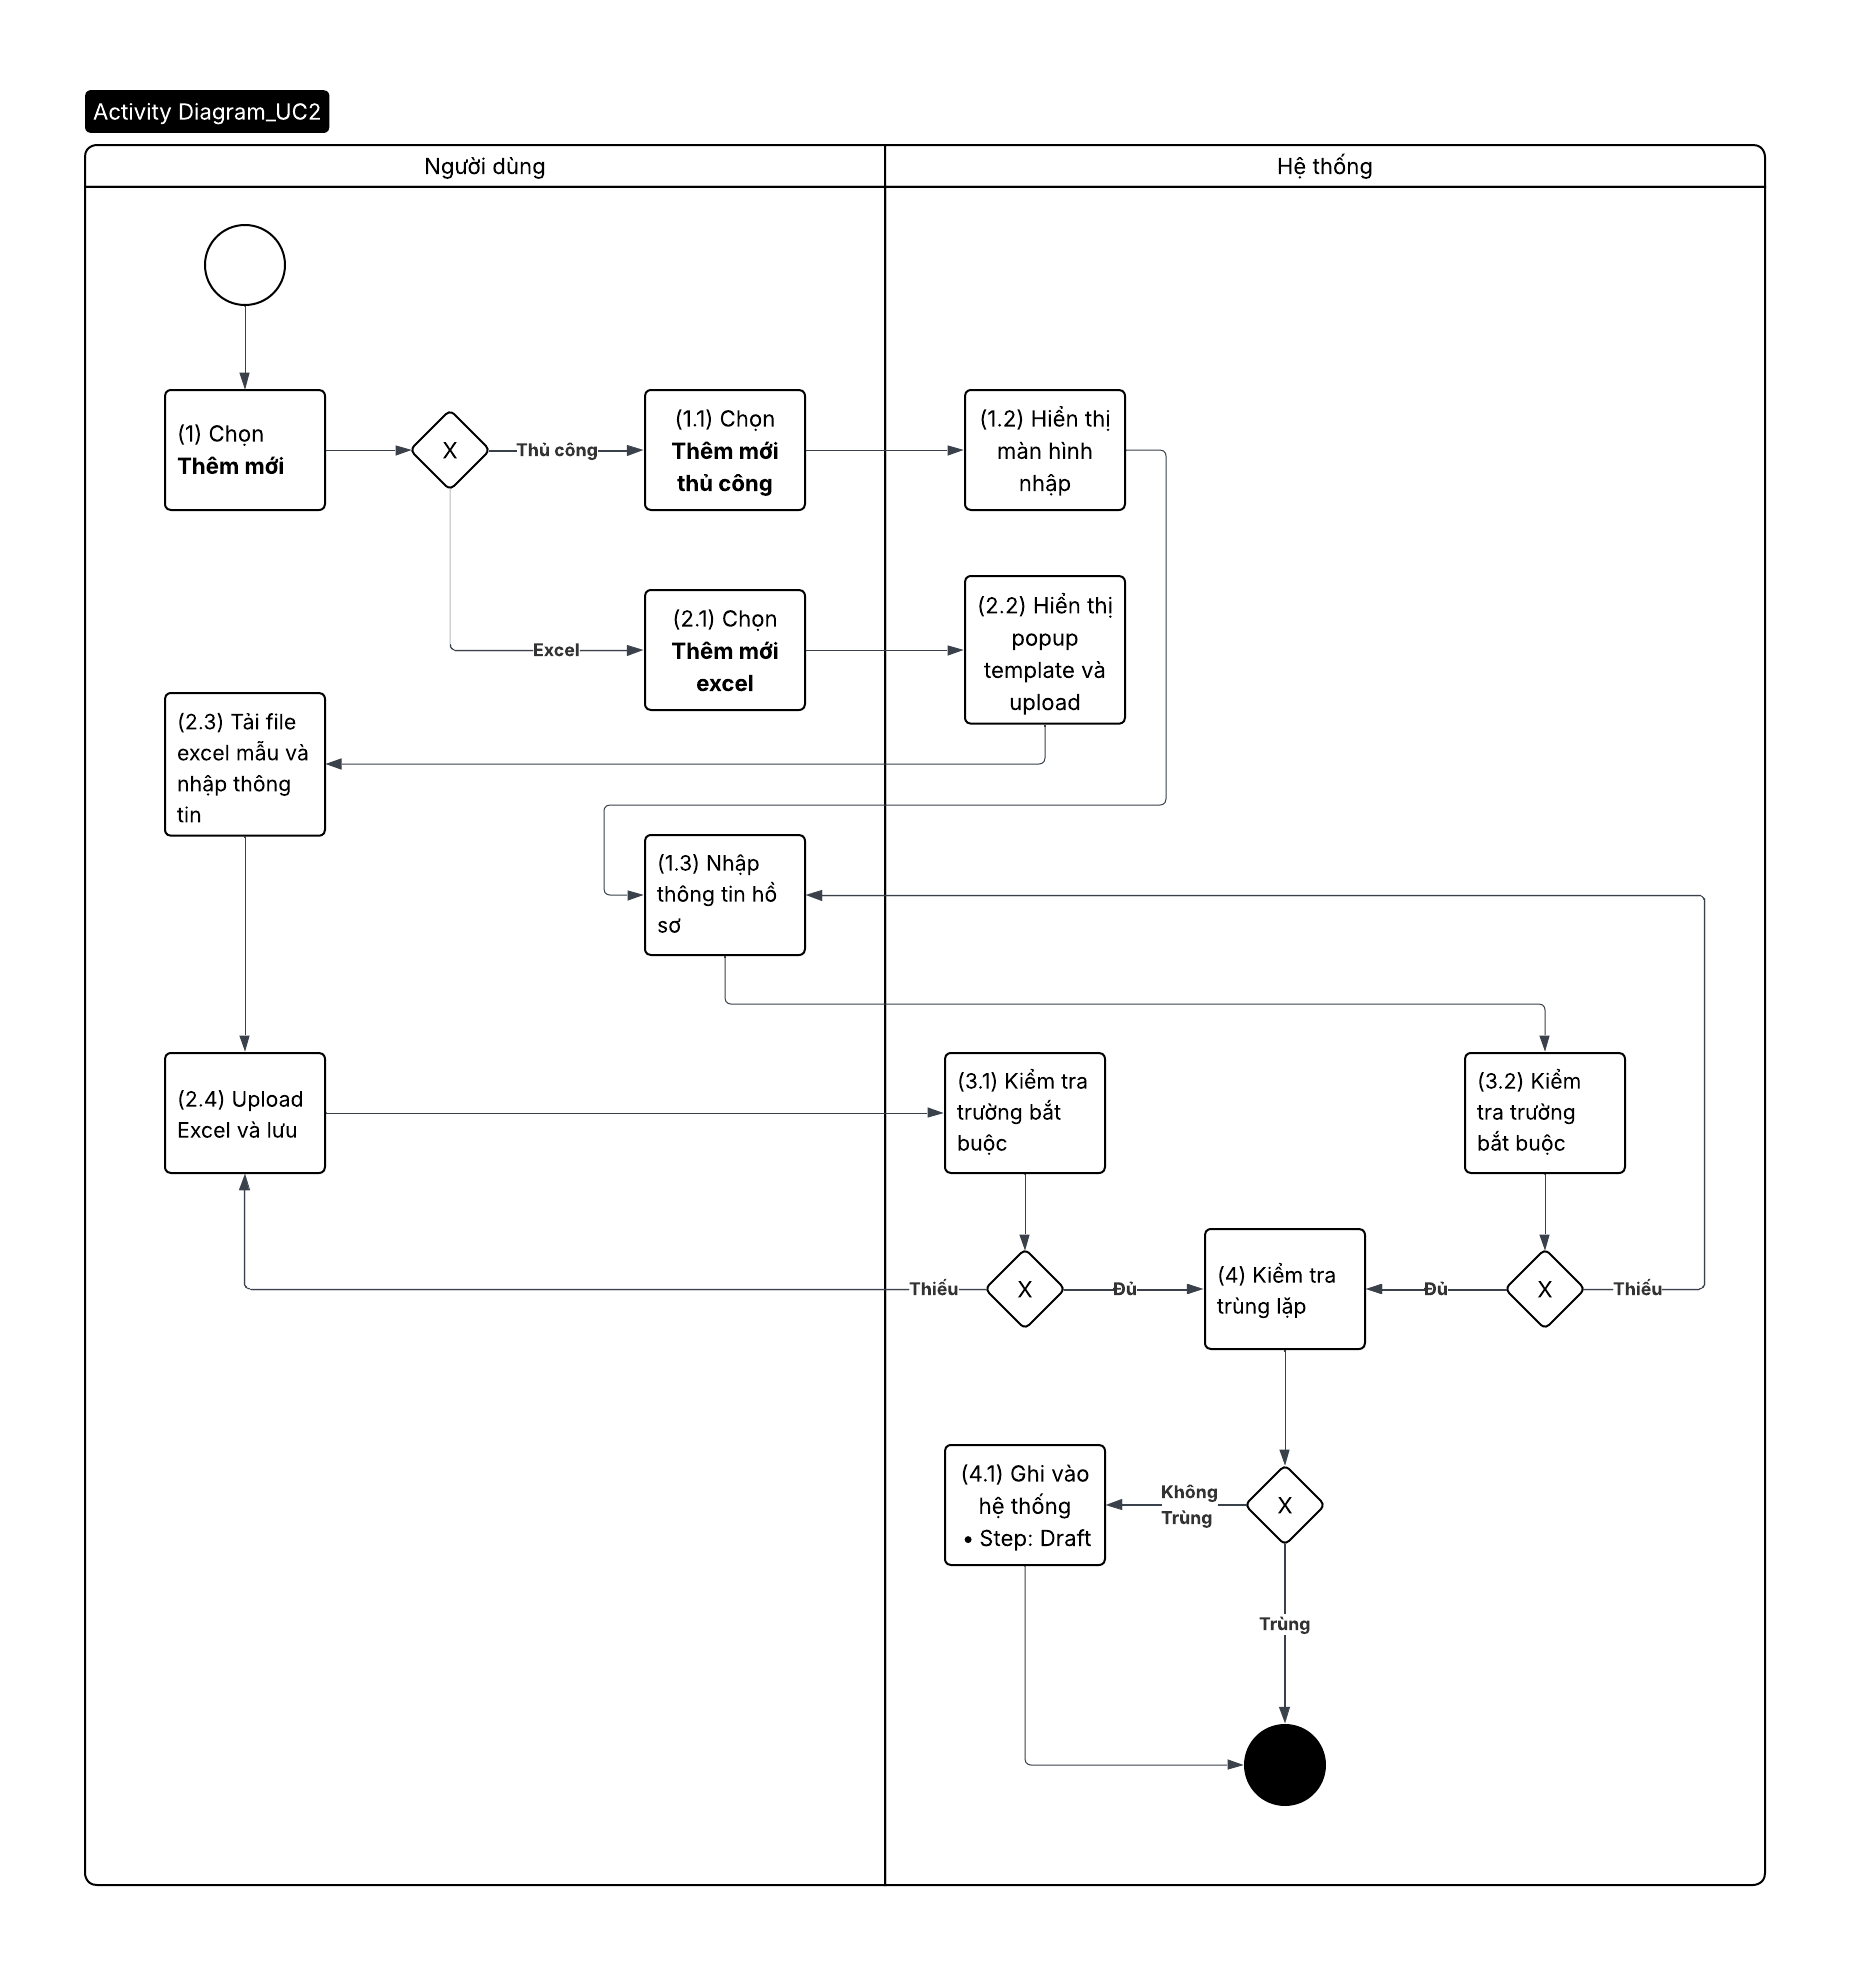 Activity Diagram_UC2
Người dùng
Hệ thống
(1) Chọn
Thêm mới
X
Thủ công
(1.1) Chọn
Thêm mới
thủ công
(1.2) Hiển thị
màn hình
nhập
Excel
(2.1) Chọn
Thêm mới
excel
(2.2) Hiển thị
popup
template và
upload
(2.3) Tải file
excel mẫu và
nhập thông
tin
(1.3) Nhập
thông tin hồ
sơ
(2.4) Upload
Excel và lưu
(3.1) Kiểm tra
trường bắt
buộc
(3.2) Kiểm
tra trường
bắt buộc
Thiếu
X
Đủ
(4) Kiểm tra
trùng lặp
Đủ
X
Thiếu
(4.1) Ghi vào
hệ thống
• Step: Draft
Không
Trùng
X
Trùng